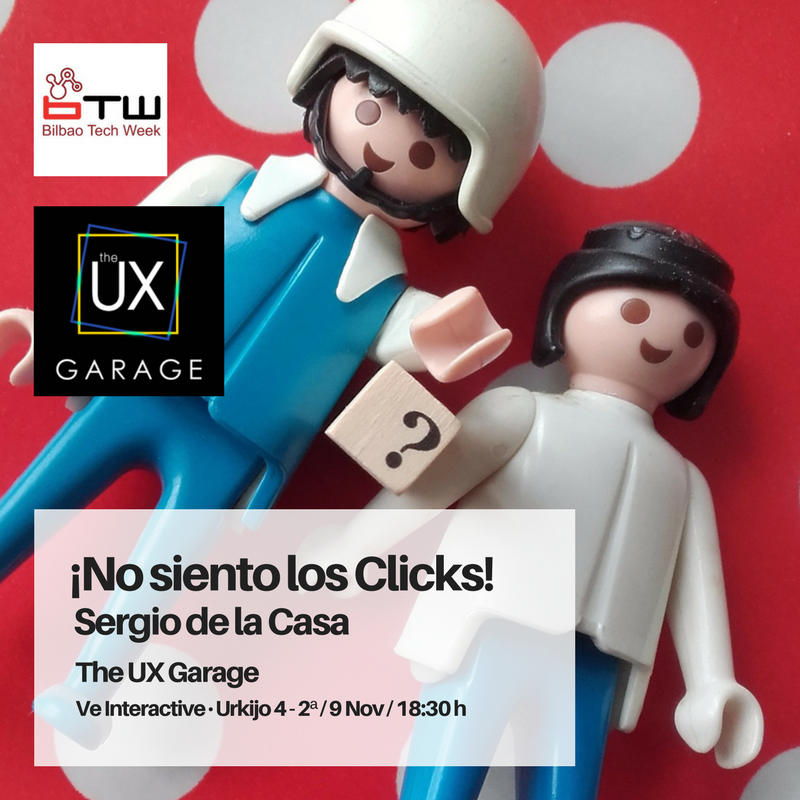 bTW
Bilbao Tech Week
the
UX
GARAGE
?
¡No siento los Clicks!
Sergio de la Casa
The UX Garage
Ve Interactive · Urkijo 4 - 2ª / 9 Nov / 18:30 h